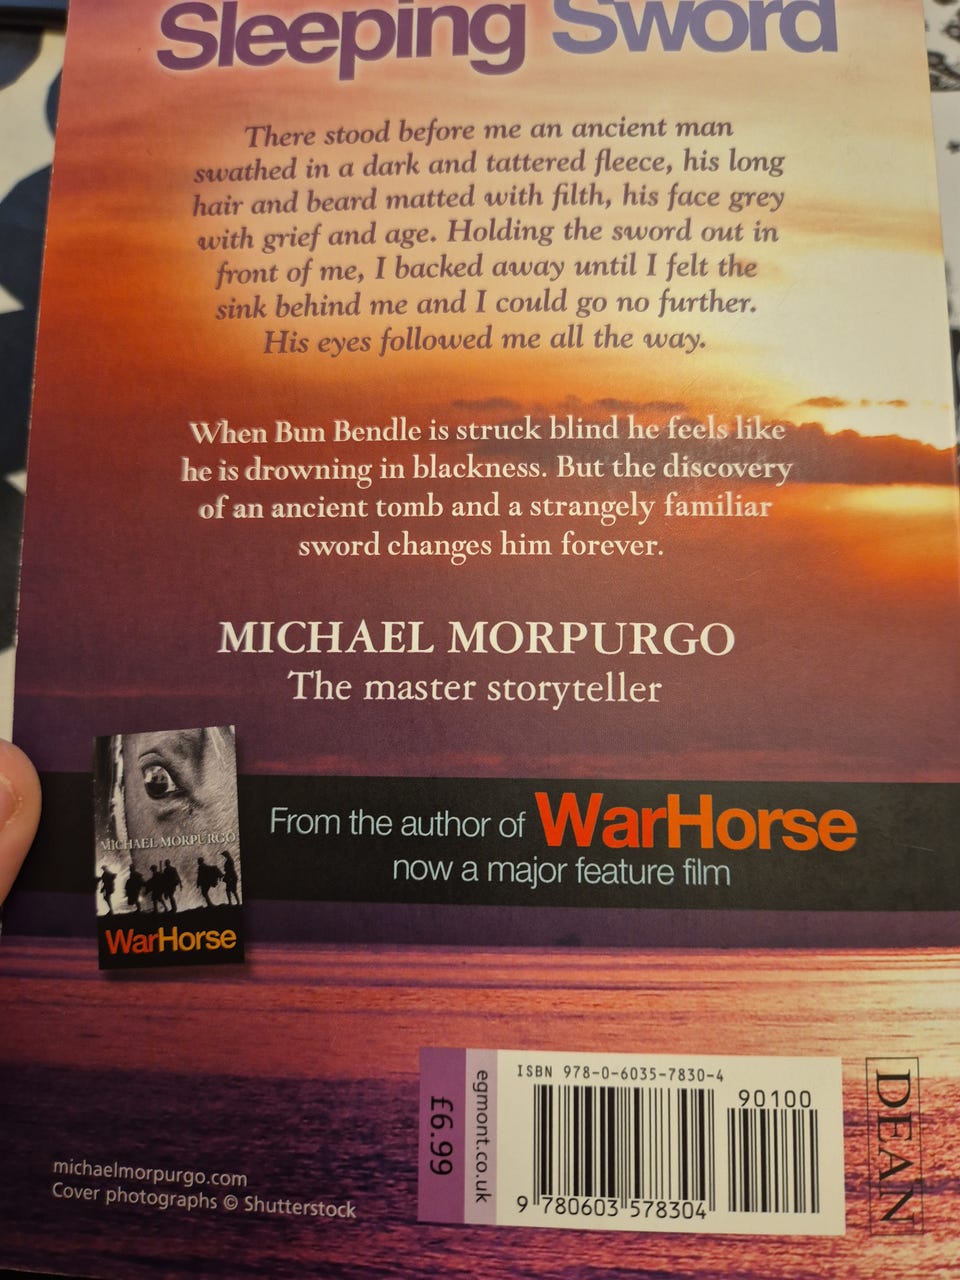 Sleeping Sword
There stood before me an ancient man
swathed in a dark and tattered fleece, his long
hair and beard matted with filth, his face grey
with grief and age. Holding the sword out in
front of me, I backed away until I felt the
sink behind me and I could go no further.
His eyes followed me all the way.
When Bun Bendle is struck blind he feels like
he is drowning in blackness. But the discovery
of an ancient tomb and a strangely familiar
sword changes him forever.
MICHAEL MORPURGO
The master storyteller
MICHAEL MORPURGO
WarHorse
From the author of WarHorse
now a major feature film
michaelmorpurgo.com
Cover photographs © Shutterstock
£6.99
egmont.co.uk
ISBN 978-0-6035-7830-4
90100
9 780603 578304
DEAN